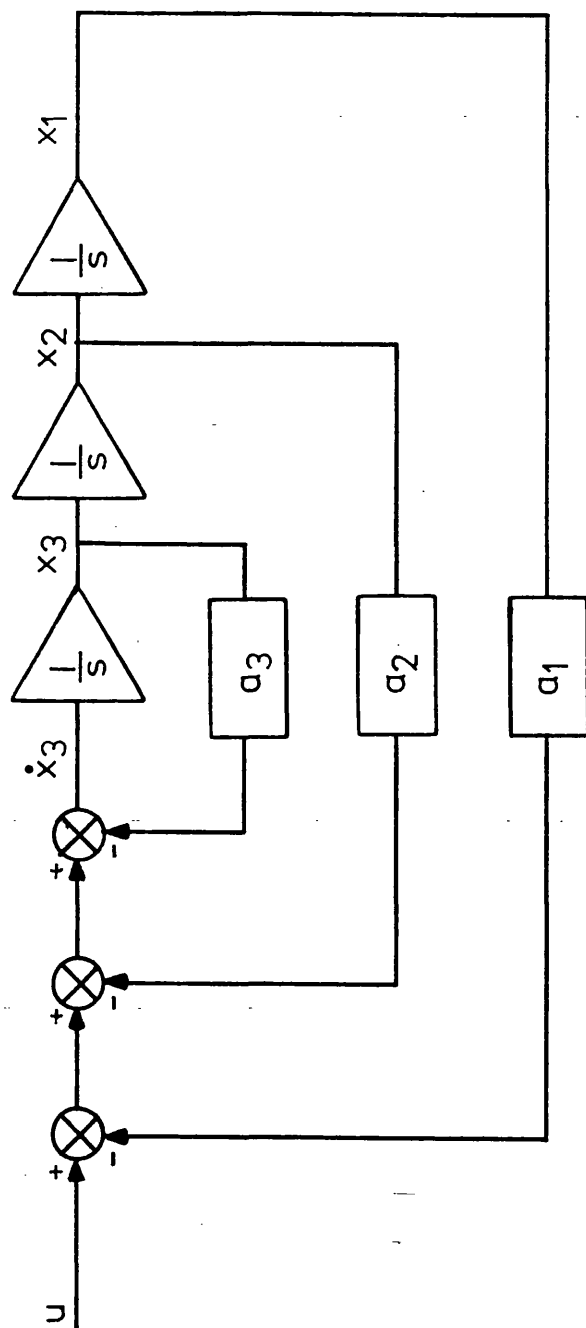 u
+
-
+
-
+
-
ẋ3
1/s
x3
1/s
x2
1/s
x1
a3
a2
a1